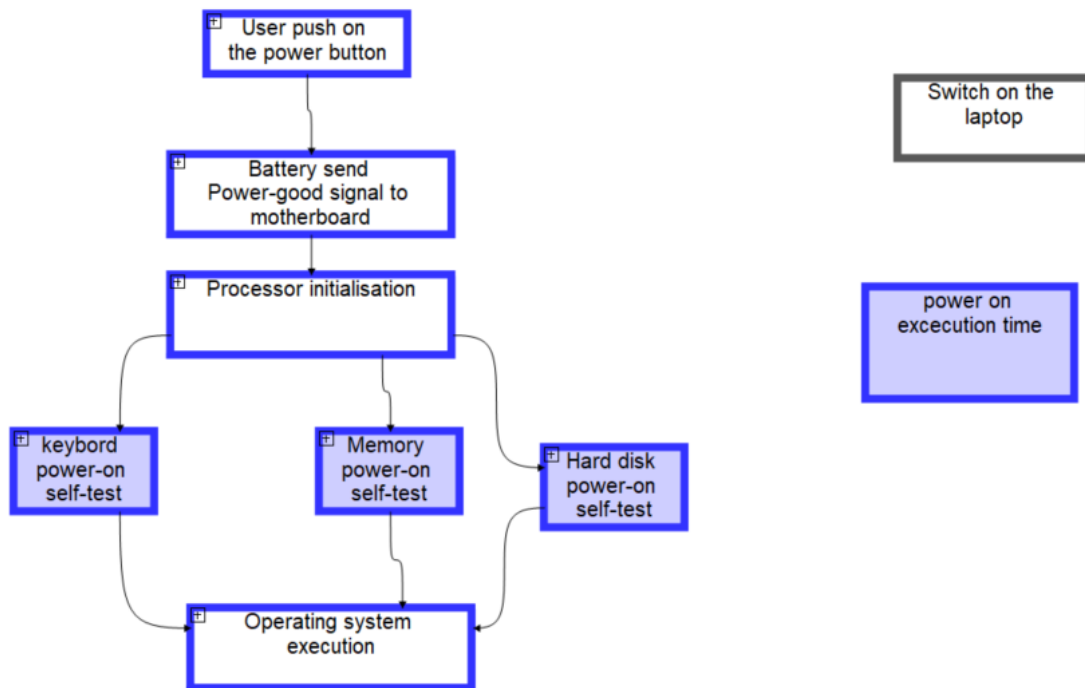 User push on
the power button
Switch on the
laptop
Battery send
Power-good signal to
motherboard
Processor initialisation
power on
excecution time
keybord
power-on
self-test
Memory
power-on
self-test
Hard disk
power-on
self-test
Operating system
execution